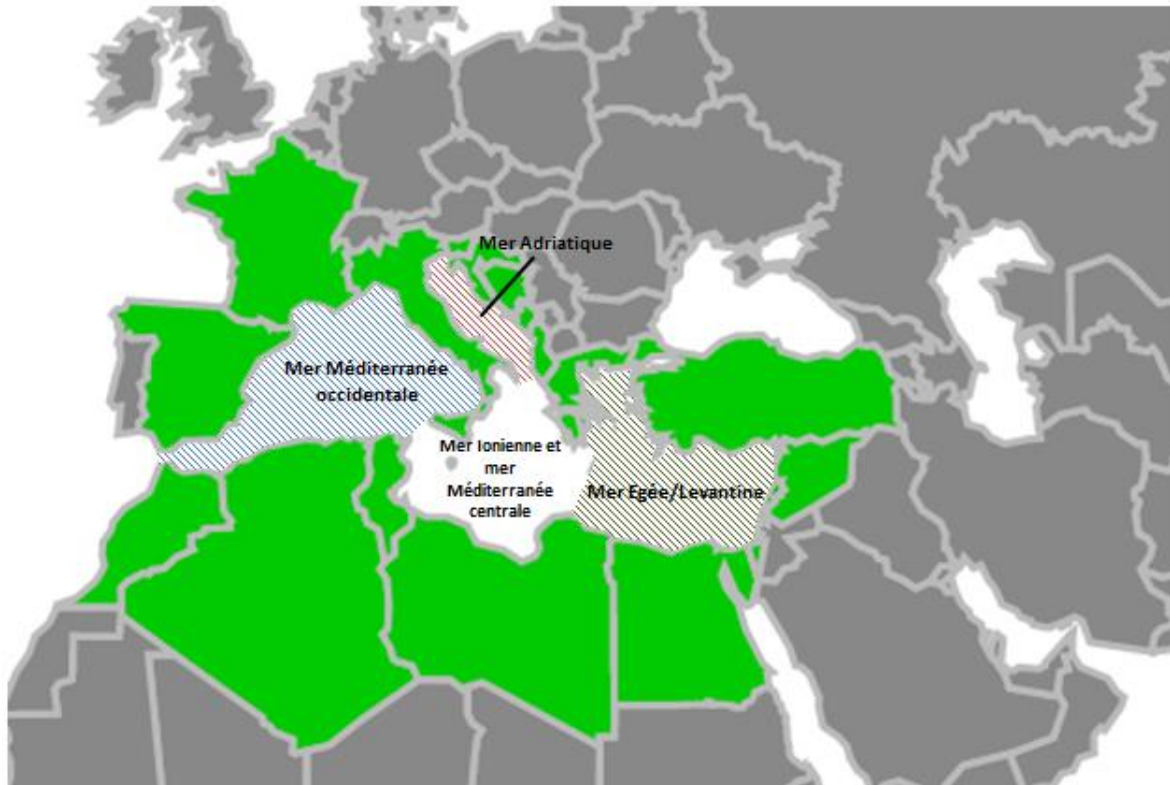 Mer Adriatique
Mer Méditerranée
occidentale
Mer Ionienne et
mer
Méditerranée
centrale
Mer Egée/Levantine